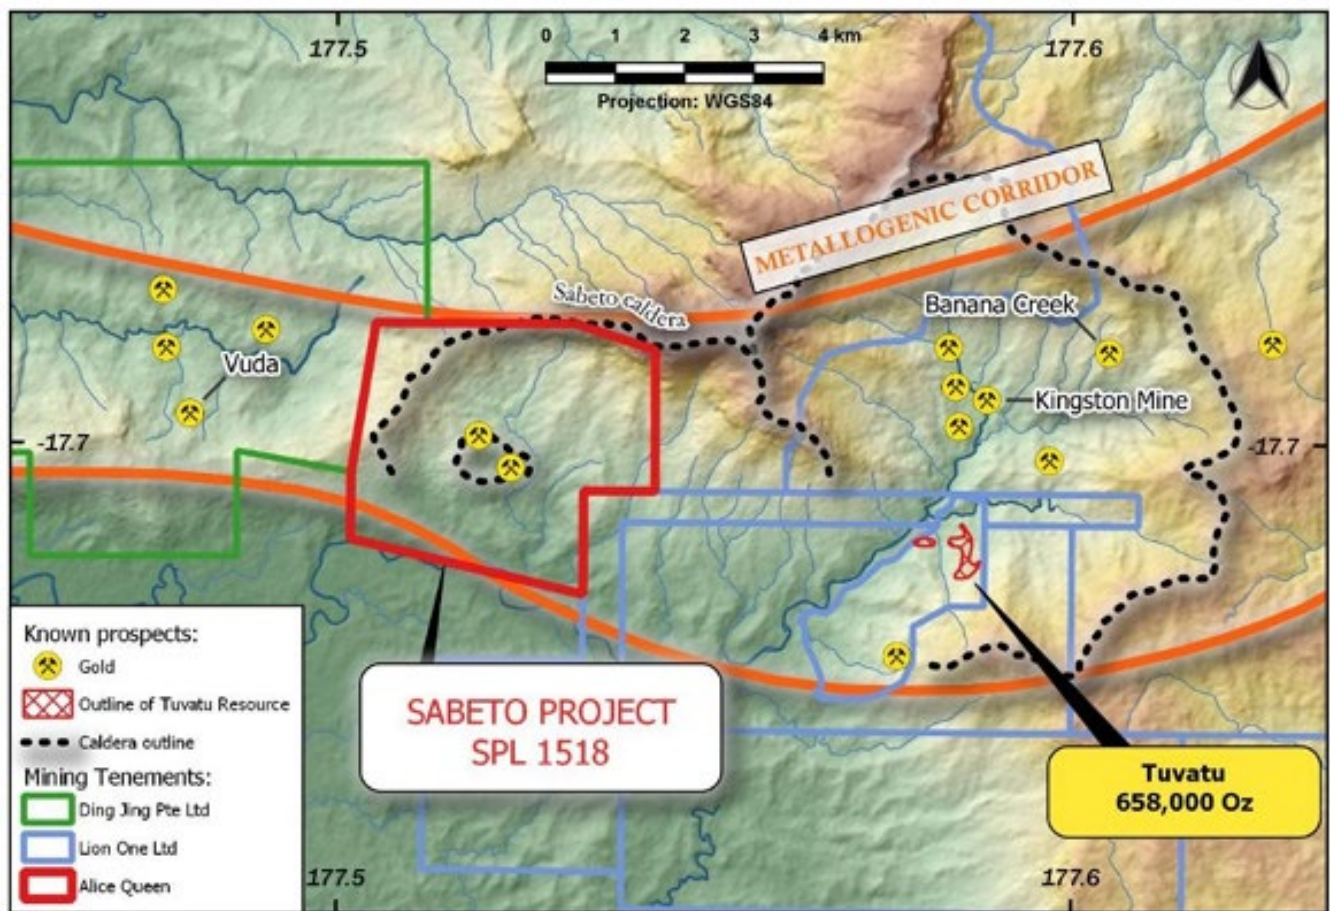 177.5
0 1 2 3 4 km
177.6
Projection: WGS84
METALLOGENIC CORRIDOR
Sabeto caldera
Banana Creek
Vuda
Kingston Mine
-17.7
-17.7
Known prospects:
Gold
Outline of Tuvatu Resource
Caldera outline
Mining Tenements:
Ding Jing Pte Ltd
Lion One Ltd
Alice Queen
SABETO PROJECT
SPL 1518
Tuvatu
658,000 Oz
177.5
177.6